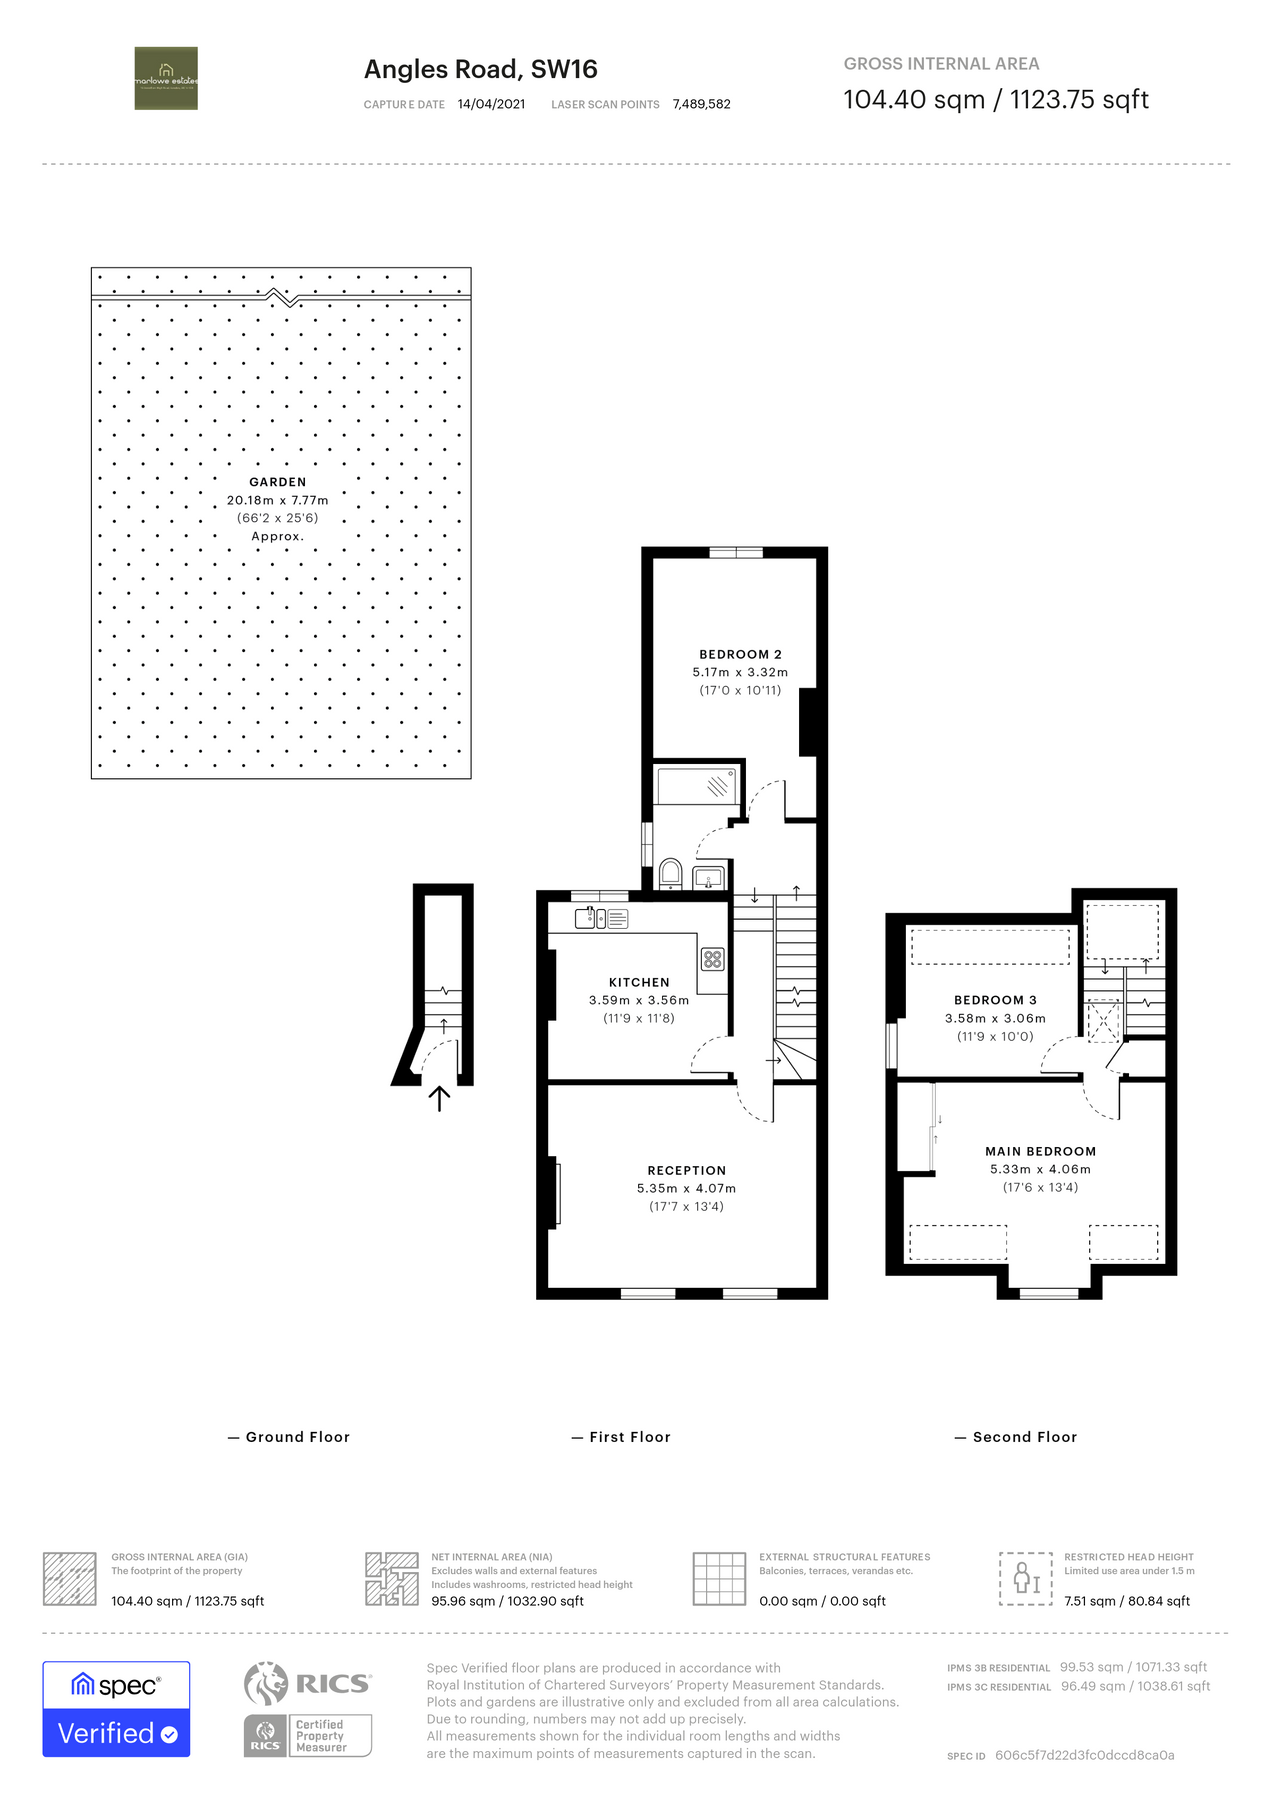 marlowe estates
Angles Road, SW16
CAPTURE DATE 14/04/2021 LASER SCAN POINTS 7,489,582
GROSS INTERNAL AREA
104.40 sqm / 1123.75 sqft
GARDEN
20.18m x 7.77m
(66'2 x 25'6)
Approx.
BEDROOM 2
5.17m x 3.32m
(17'0 x 10'11)
KITCHEN
3.59m x 3.56m
(11'9 x 11'8)
BEDROOM 3
3.58m x 3.06m
(11'9 x 10'0)
RECEPTION
5.35m x 4.07m
(17'7 x 13'4)
MAIN BEDROOM
5.33m x 4.06m
(17'6 x 13'4)
— Ground Floor
— First Floor
— Second Floor
GROSS INTERNAL AREA (GIA)
The footprint of the property
104.40 sqm / 1123.75 sqft
NET INTERNAL AREA (NIA)
Excludes walls and external features
Includes washrooms, restricted head height
95.96 sqm / 1032.90 sqft
EXTERNAL STRUCTURAL FEATURES
Balconies, terraces, verandas etc.
0.00 sqm / 0.00 sqft
RESTRICTED HEAD HEIGHT
Limited use area under 1.5 m
7.51 sqm / 80.84 sqft
spec®
Verified
RICS®
RICS
Certified
Property
Measurer
Spec Verified floor plans are produced in accordance with
Royal Institution of Chartered Surveyors' Property Measurement Standards.
Plots and gardens are illustrative only and excluded from all area calculations.
Due to rounding, numbers may not add up precisely.
All measurements shown for the individual room lengths and widths
are the maximum points of measurements captured in the scan.
IPMS 3B RESIDENTIAL 99.53 sqm / 1071.33 sqft
IPMS 3C RESIDENTIAL 96.49 sqm / 1038.61 sqft
SPEC ID 606c5f7d22d3fc0dccd8ca0a